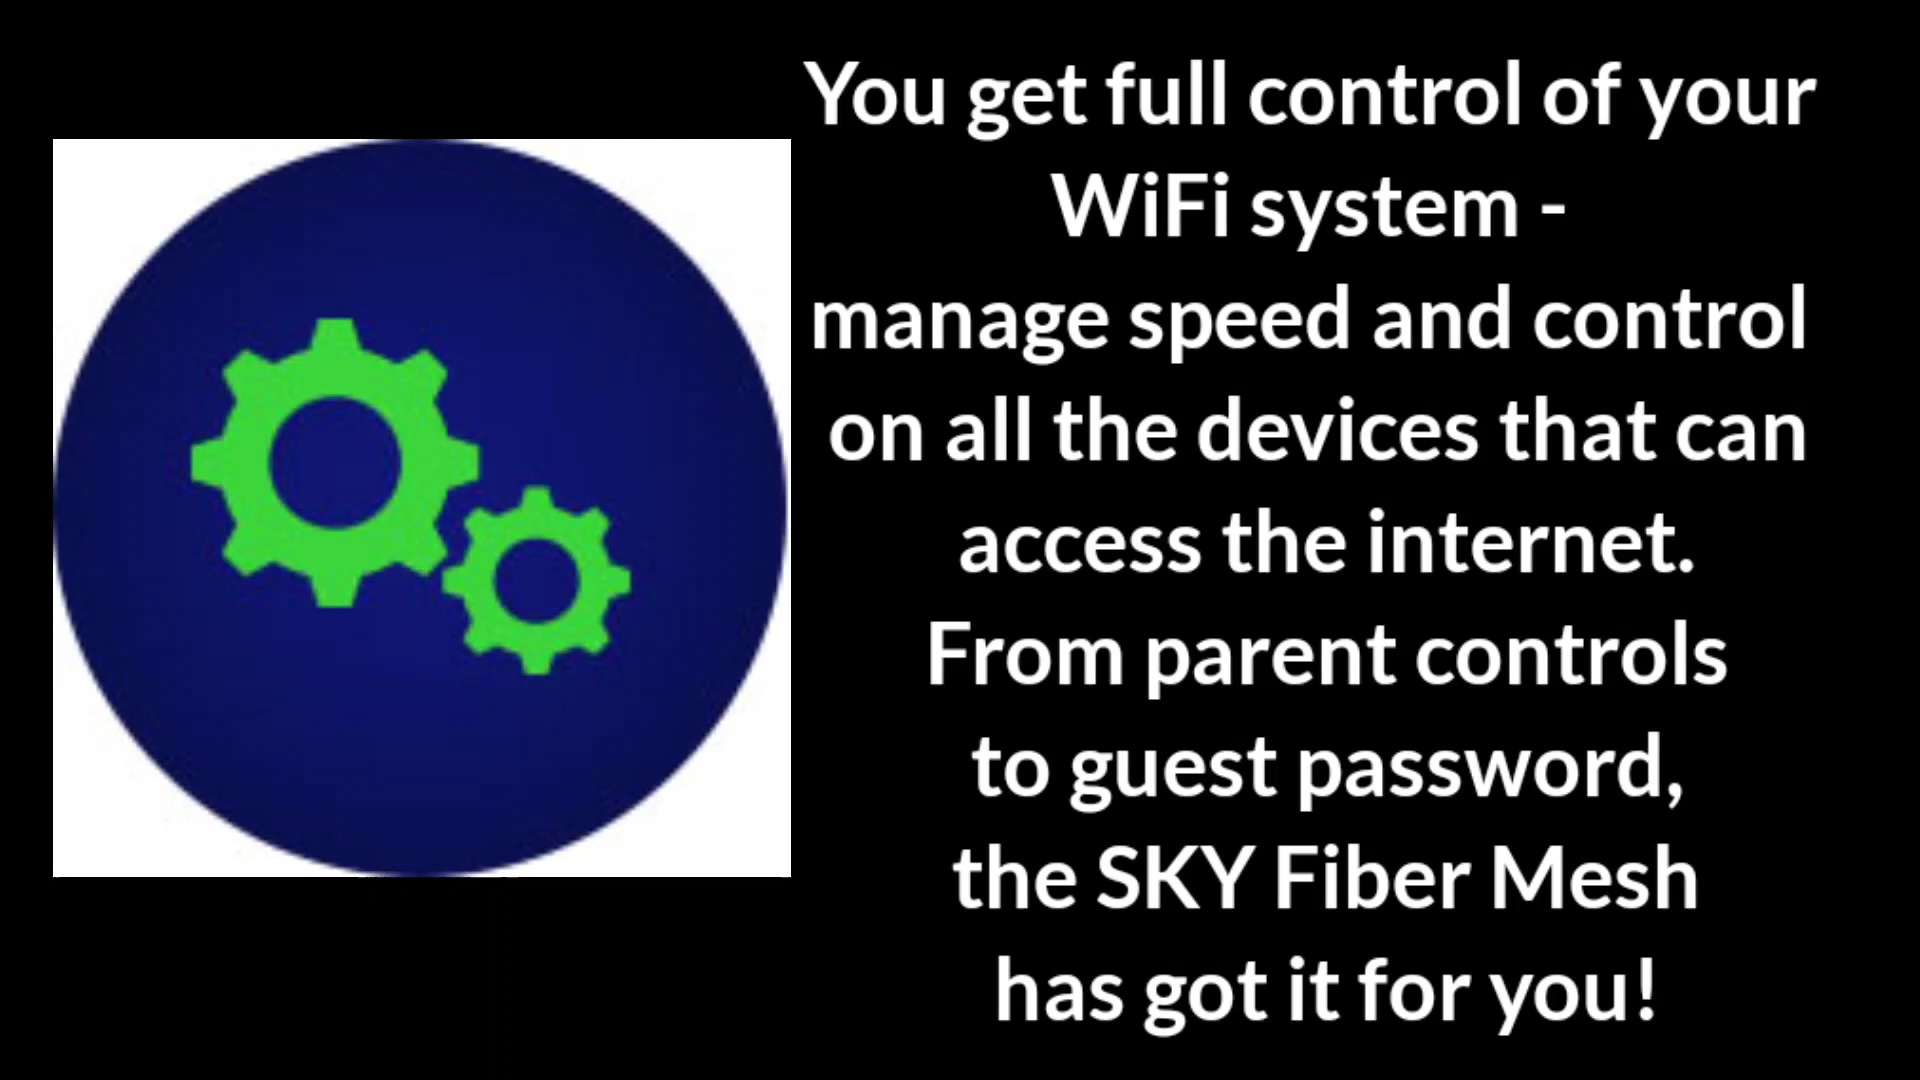 You get full control of your
WiFi system -
manage speed and control
on all the devices that can
access the internet.
From parent controls
to guest password,
the SKY Fiber Mesh
has got it for you!